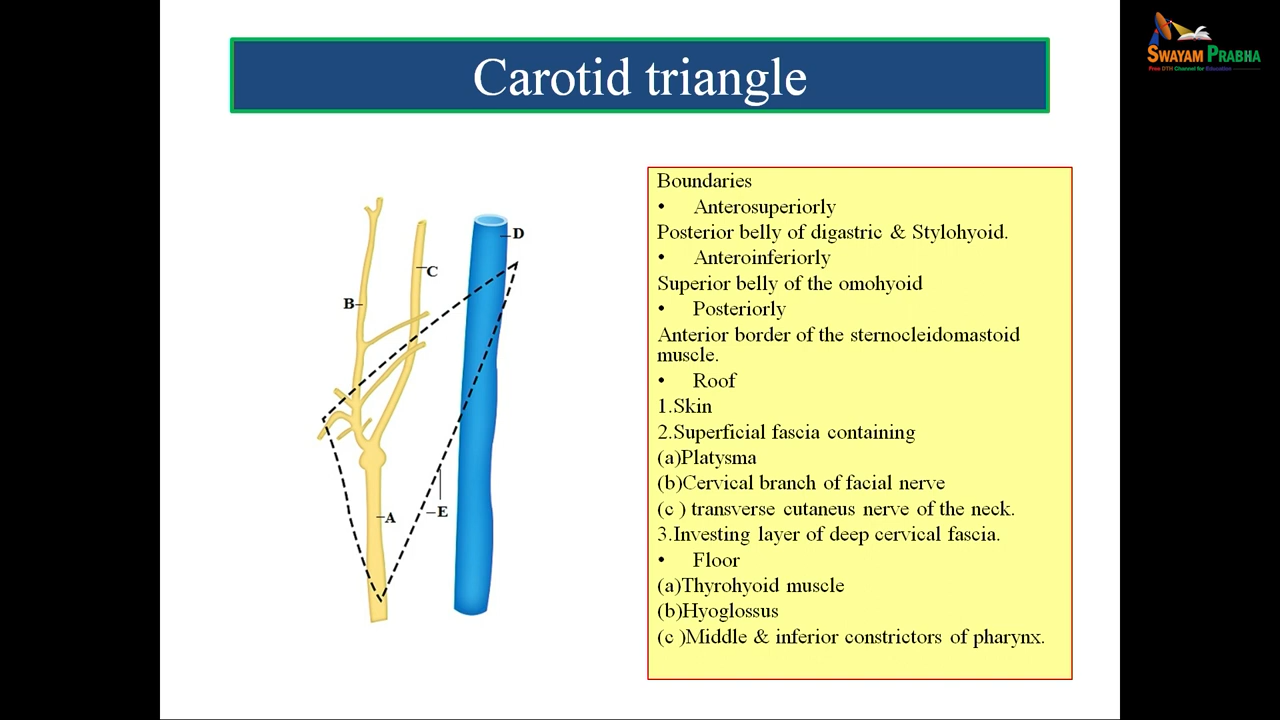 SWAYAM PRABHA
Free DTH Channel for Education
Carotid triangle
B
C
D
A
E
Boundaries
• Anterosuperiorly
Posterior belly of digastric & Stylohyoid.
• Anteroinferiorly
Superior belly of the omohyoid
• Posteriorly
Anterior border of the sternocleidomastoid
muscle.
• Roof
1.Skin
2.Superficial fascia containing
(a)Platysma
(b)Cervical branch of facial nerve
(c ) transverse cutaneus nerve of the neck.
3.Investing layer of deep cervical fascia.
• Floor
(a)Thyrohyoid muscle
(b)Hyoglossus
(c )Middle & inferior constrictors of pharynx.